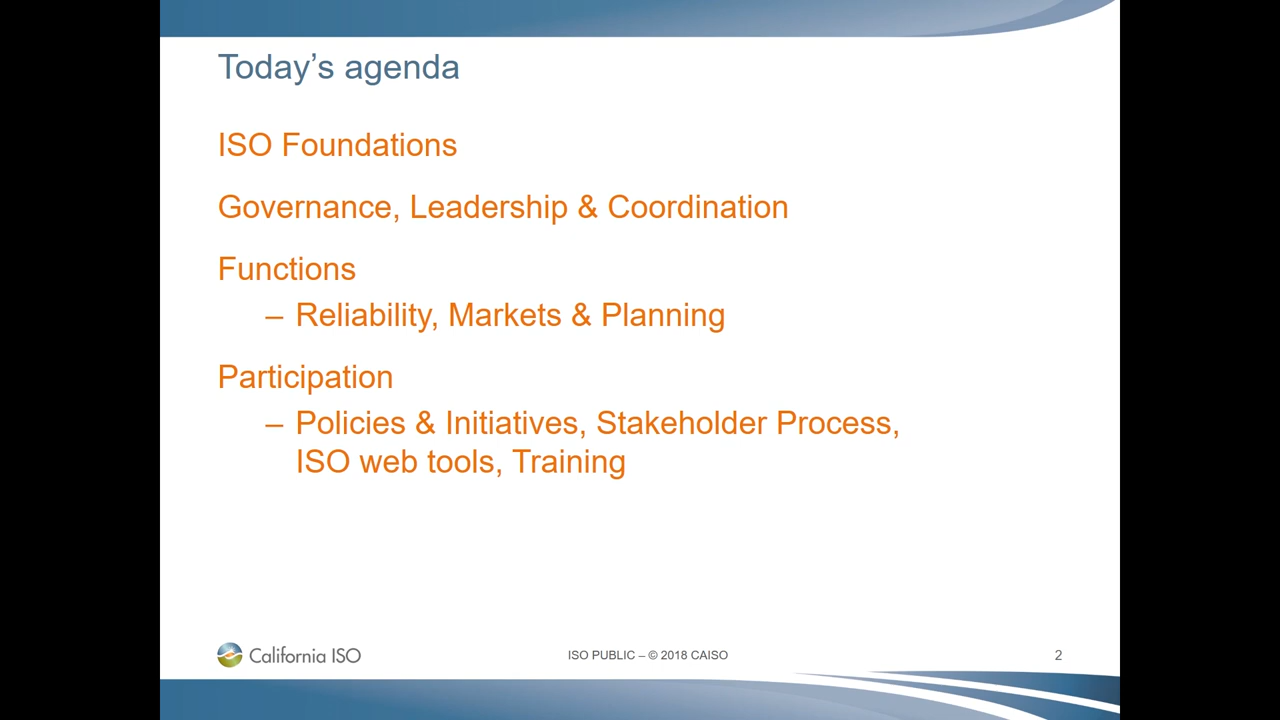 Today’s agenda
ISO Foundations
Governance, Leadership & Coordination
Functions
– Reliability, Markets & Planning
Participation
– Policies & Initiatives, Stakeholder Process,
ISO web tools, Training
California ISO
ISO PUBLIC – © 2018 CAISO
2